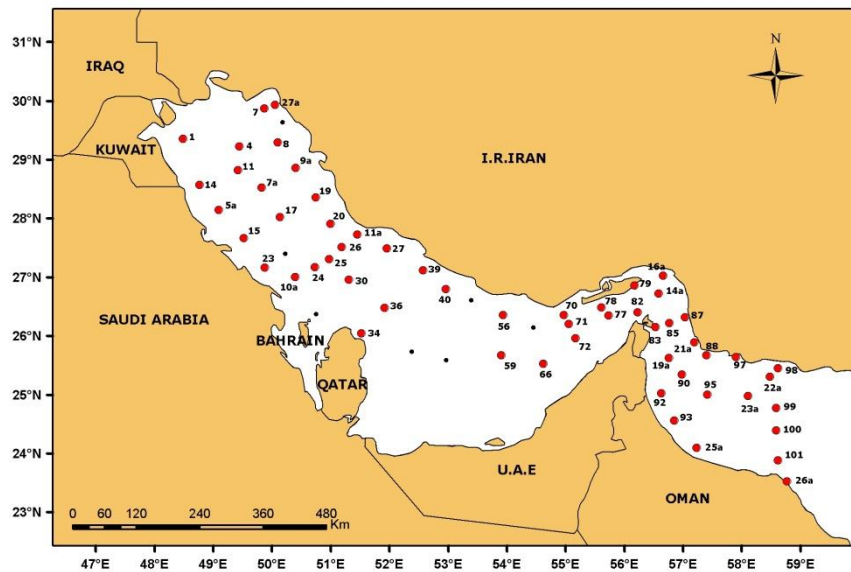 N
31°N
IRAQ
30°N
7
27a
1
4
8
29°N
KUWAIT
I.R.IRAN
11
9a
14
7a
19
5a
28°N
17
20
15
11a
26
27
23
25
39
16a
27°N
24
30
79
10a
40
14a
70
78
82
36
56
87
SAUDI ARABIA
71
77
26°N
BAHRAIN
34
72
83
85
21a
88
59
19a
97
98
66
90
22a
QATAR
25°N
92
95
23a
99
93
100
24°N
25a
101
U.A.E
26a
OMAN
23°N
0 60 120 240 360 480
Km
47°E 48°E 49°E 50°E 51°E 52°E 53°E 54°E 55°E 56°E 57°E 58°E 59°E